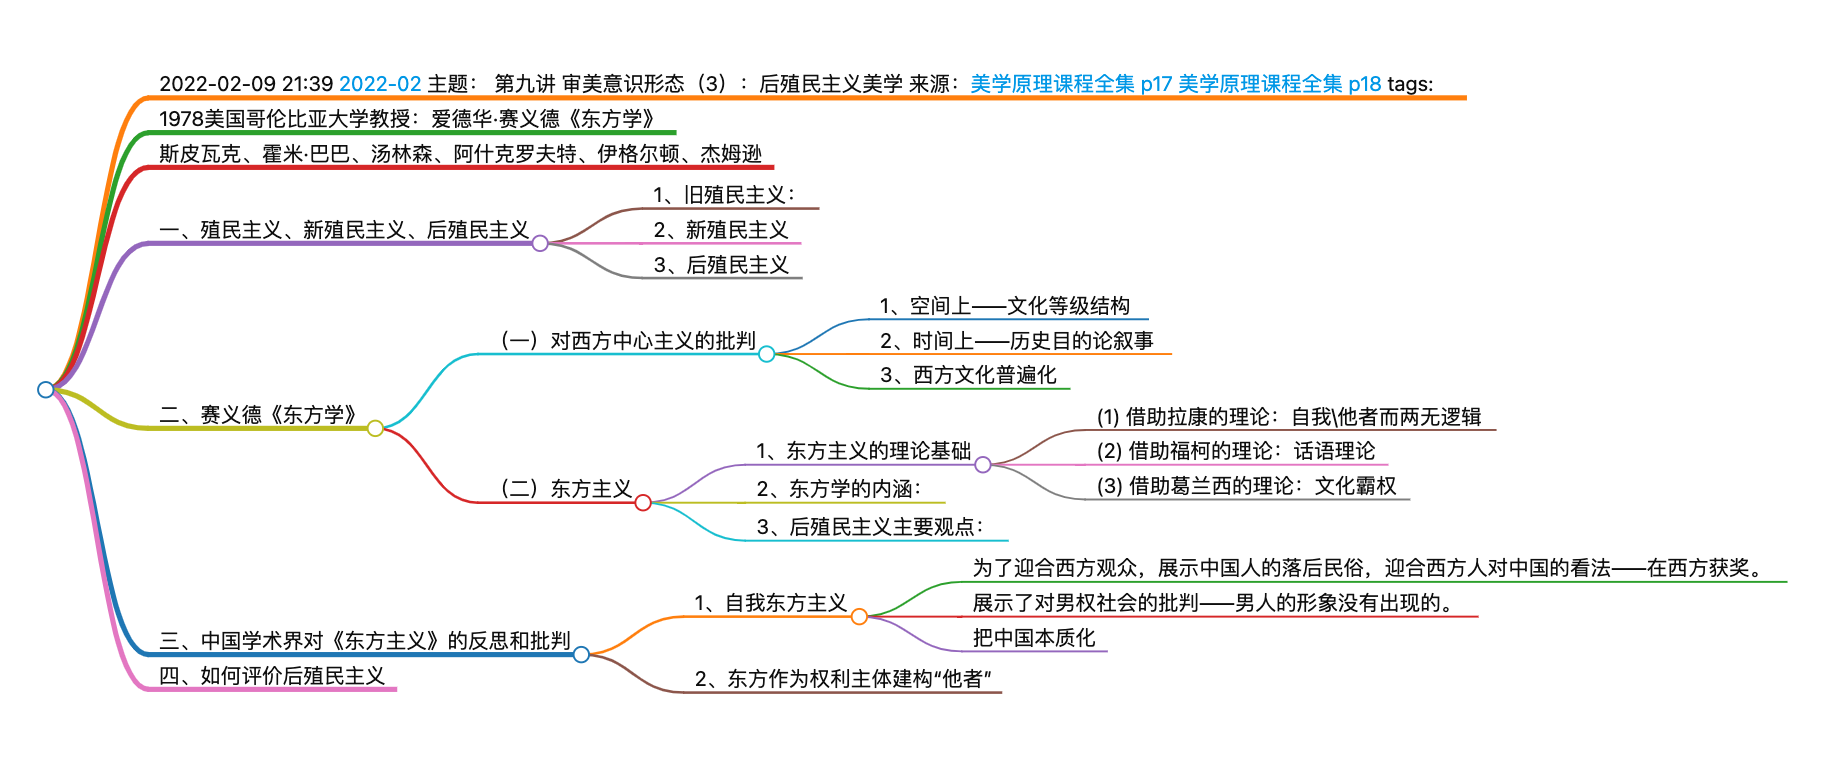 2022-02-09 21:39 2022-02 主题： 第九讲 审美意识形态（3）：后殖民主义美学 来源：美学原理课程全集 p17 美学原理课程全集 p18 tags:
1978美国哥伦比亚大学教授：爱德华·赛义德《东方学》
斯皮瓦克、霍米·巴巴、汤林森、阿什克罗夫特、伊格尔顿、杰姆逊
一、殖民主义、新殖民主义、后殖民主义
1、旧殖民主义：
2、新殖民主义
3、后殖民主义
二、赛义德《东方学》
（一）对西方中心主义的批判
1、空间上——文化等级结构
2、时间上——历史目的论叙事
3、西方文化普遍化
（二）东方主义
1、东方主义的理论基础
(1) 借助拉康的理论：自我\他者而两无逻辑
(2) 借助福柯的理论：话语理论
(3) 借助葛兰西的理论：文化霸权
2、东方学的内涵：
3、后殖民主义主要观点：
三、中国学术界对《东方主义》的反思和批判
1、自我东方主义
为了迎合西方观众，展示中国人的落后民俗，迎合西方人对中国的看法——在西方获奖。
展示了对男权社会的批判——男人的形象没有出现的。
把中国本质化
2、东方作为权利主体建构“他者”
四、如何评价后殖民主义